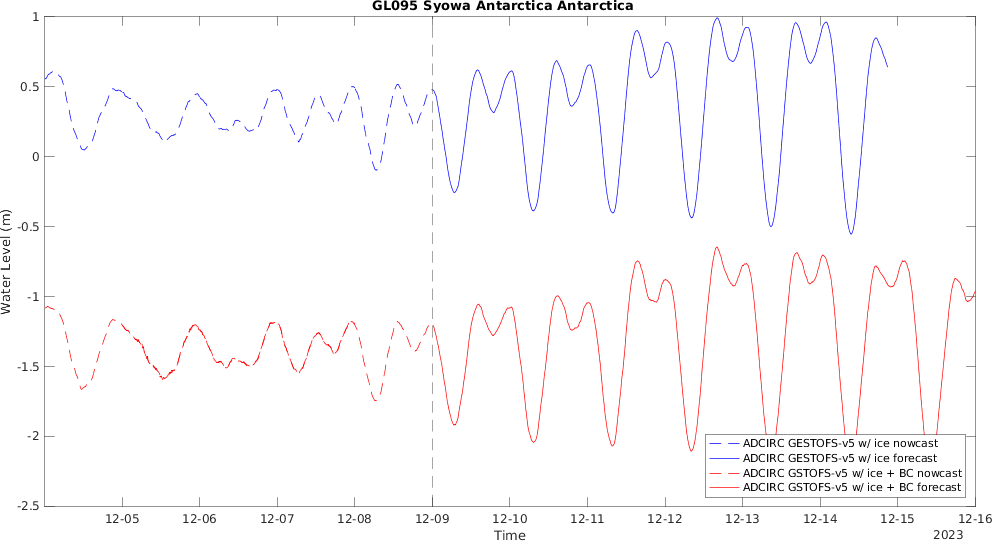 GL095 Syowa Antarctica Antarctica
1
0.5
0
-0.5
-1
-1.5
-2
-2.5
Water Level (m)
ADCIRC GESTOFS-v5 w/ ice nowcast
ADCIRC GESTOFS-v5 w/ ice forecast
ADCIRC GSTOFS-v5 w/ ice + BC nowcast
ADCIRC GSTOFS-v5 w/ ice + BC forecast
12-05 12-06 12-07 12-08 12-09 12-10 12-11 12-12 12-13 12-14 12-15 12-16
Time
2023